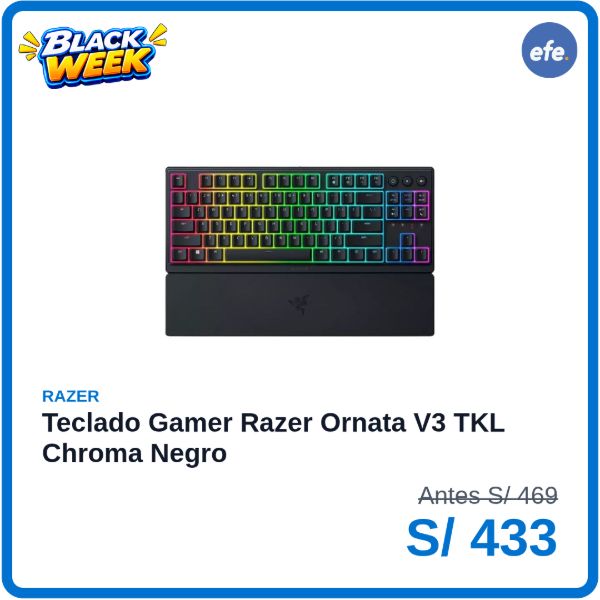 BLACK
WEEK
efe.
RAZER
Teclado Gamer Razer Ornata V3 TKL
Chroma Negro
Antes S/ 469
S/ 433